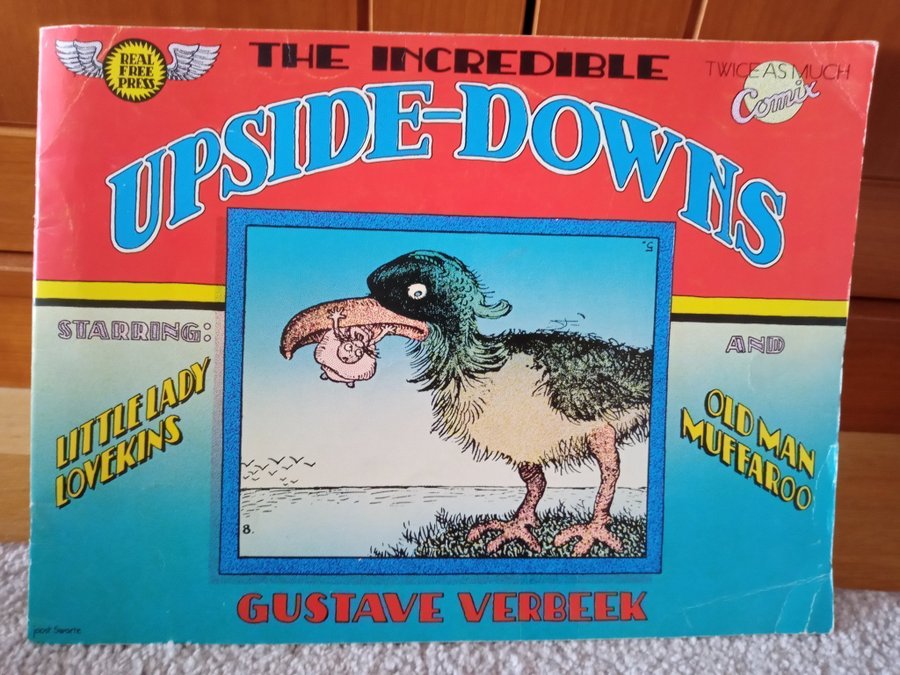 REAL
FREE
PRESS
THE INCREDIBLE
TWICE AS MUCH
Comix
UPSIDE-DOWNS
5.
STARRING:
AND
LITTLE LADY
LOVEKINS
OLD MAN
MUFFAROO
8.
GUSTAVE VERBEEK
joost Swarte